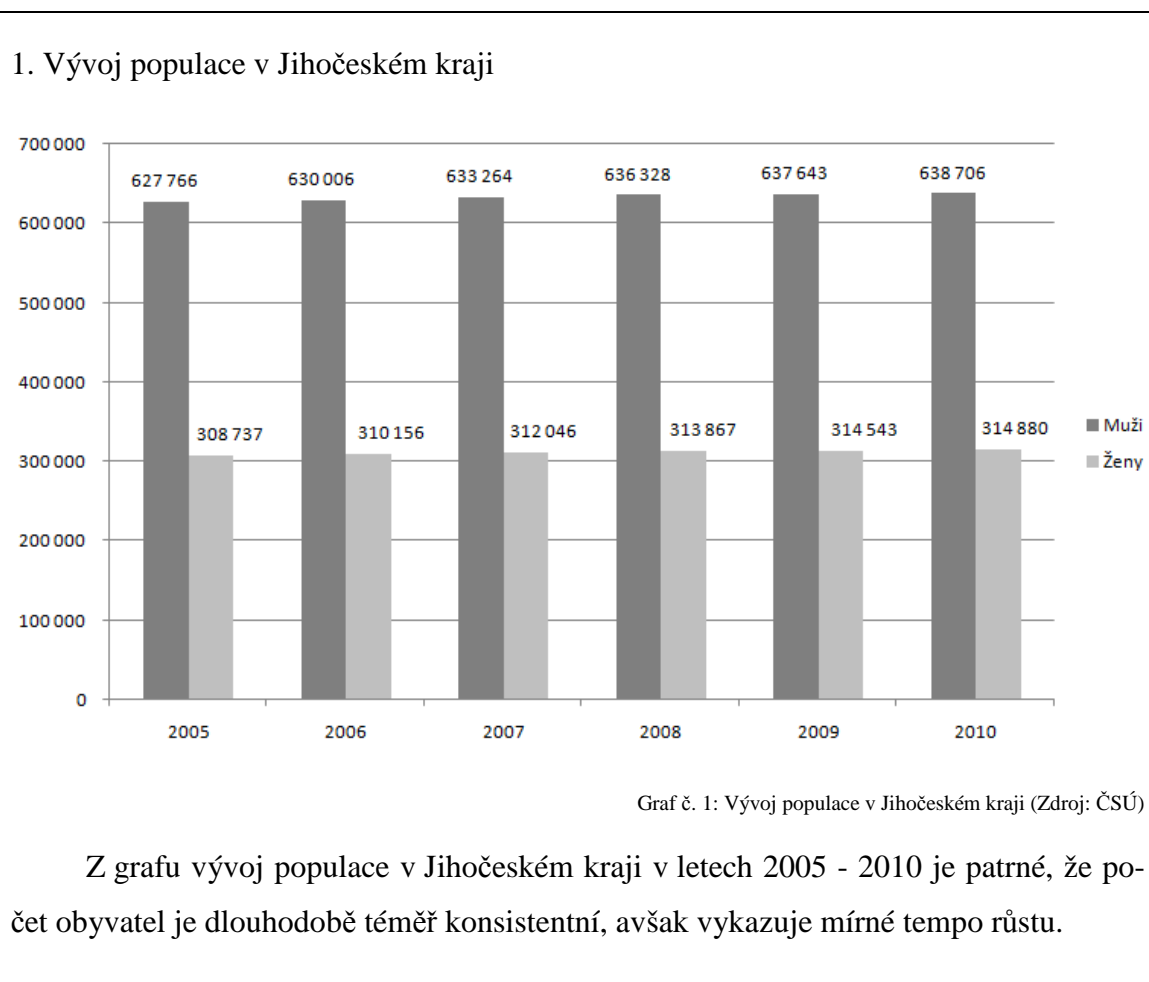 1. Vývoj populace v Jihočeském kraji
700 000
627 766 630 006 633 264 636 328 637 643 638 706
600 000
500 000
400 000
308 737 310 156 312 046 313 867 314 543 314 880
Muži
300 000
Ženy
200 000
100 000
0
2005 2006 2007 2008 2009 2010
Graf č. 1: Vývoj populace v Jihočeském kraji (Zdroj: ČSÚ)
Z grafu vývoj populace v Jihočeském kraji v letech 2005 - 2010 je patrné, že po-
čet obyvatel je dlouhodobě téměř konsistentní, avšak vykazuje mírné tempo růstu.